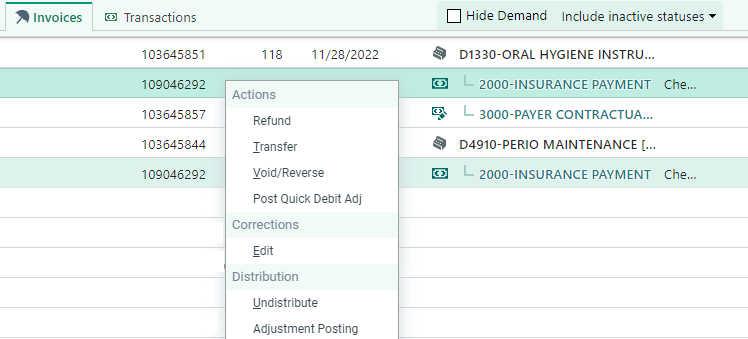 Invoices Transactions Hide Demand Include inactive statuses
103645851 118 11/28/2022 D1330-ORAL HYGIENE INSTRU...
109046292 2000-INSURANCE PAYMENT Che...
Actions
Refund
103645857 3000-PAYER CONTRACTUA...
Transfer
103645844 D4910-PERIO MAINTENANCE [...
Void/Reverse
109046292 2000-INSURANCE PAYMENT Che...
Post Quick Debit Adj
Corrections
Edit
Distribution
Undistribute
Adjustment Posting